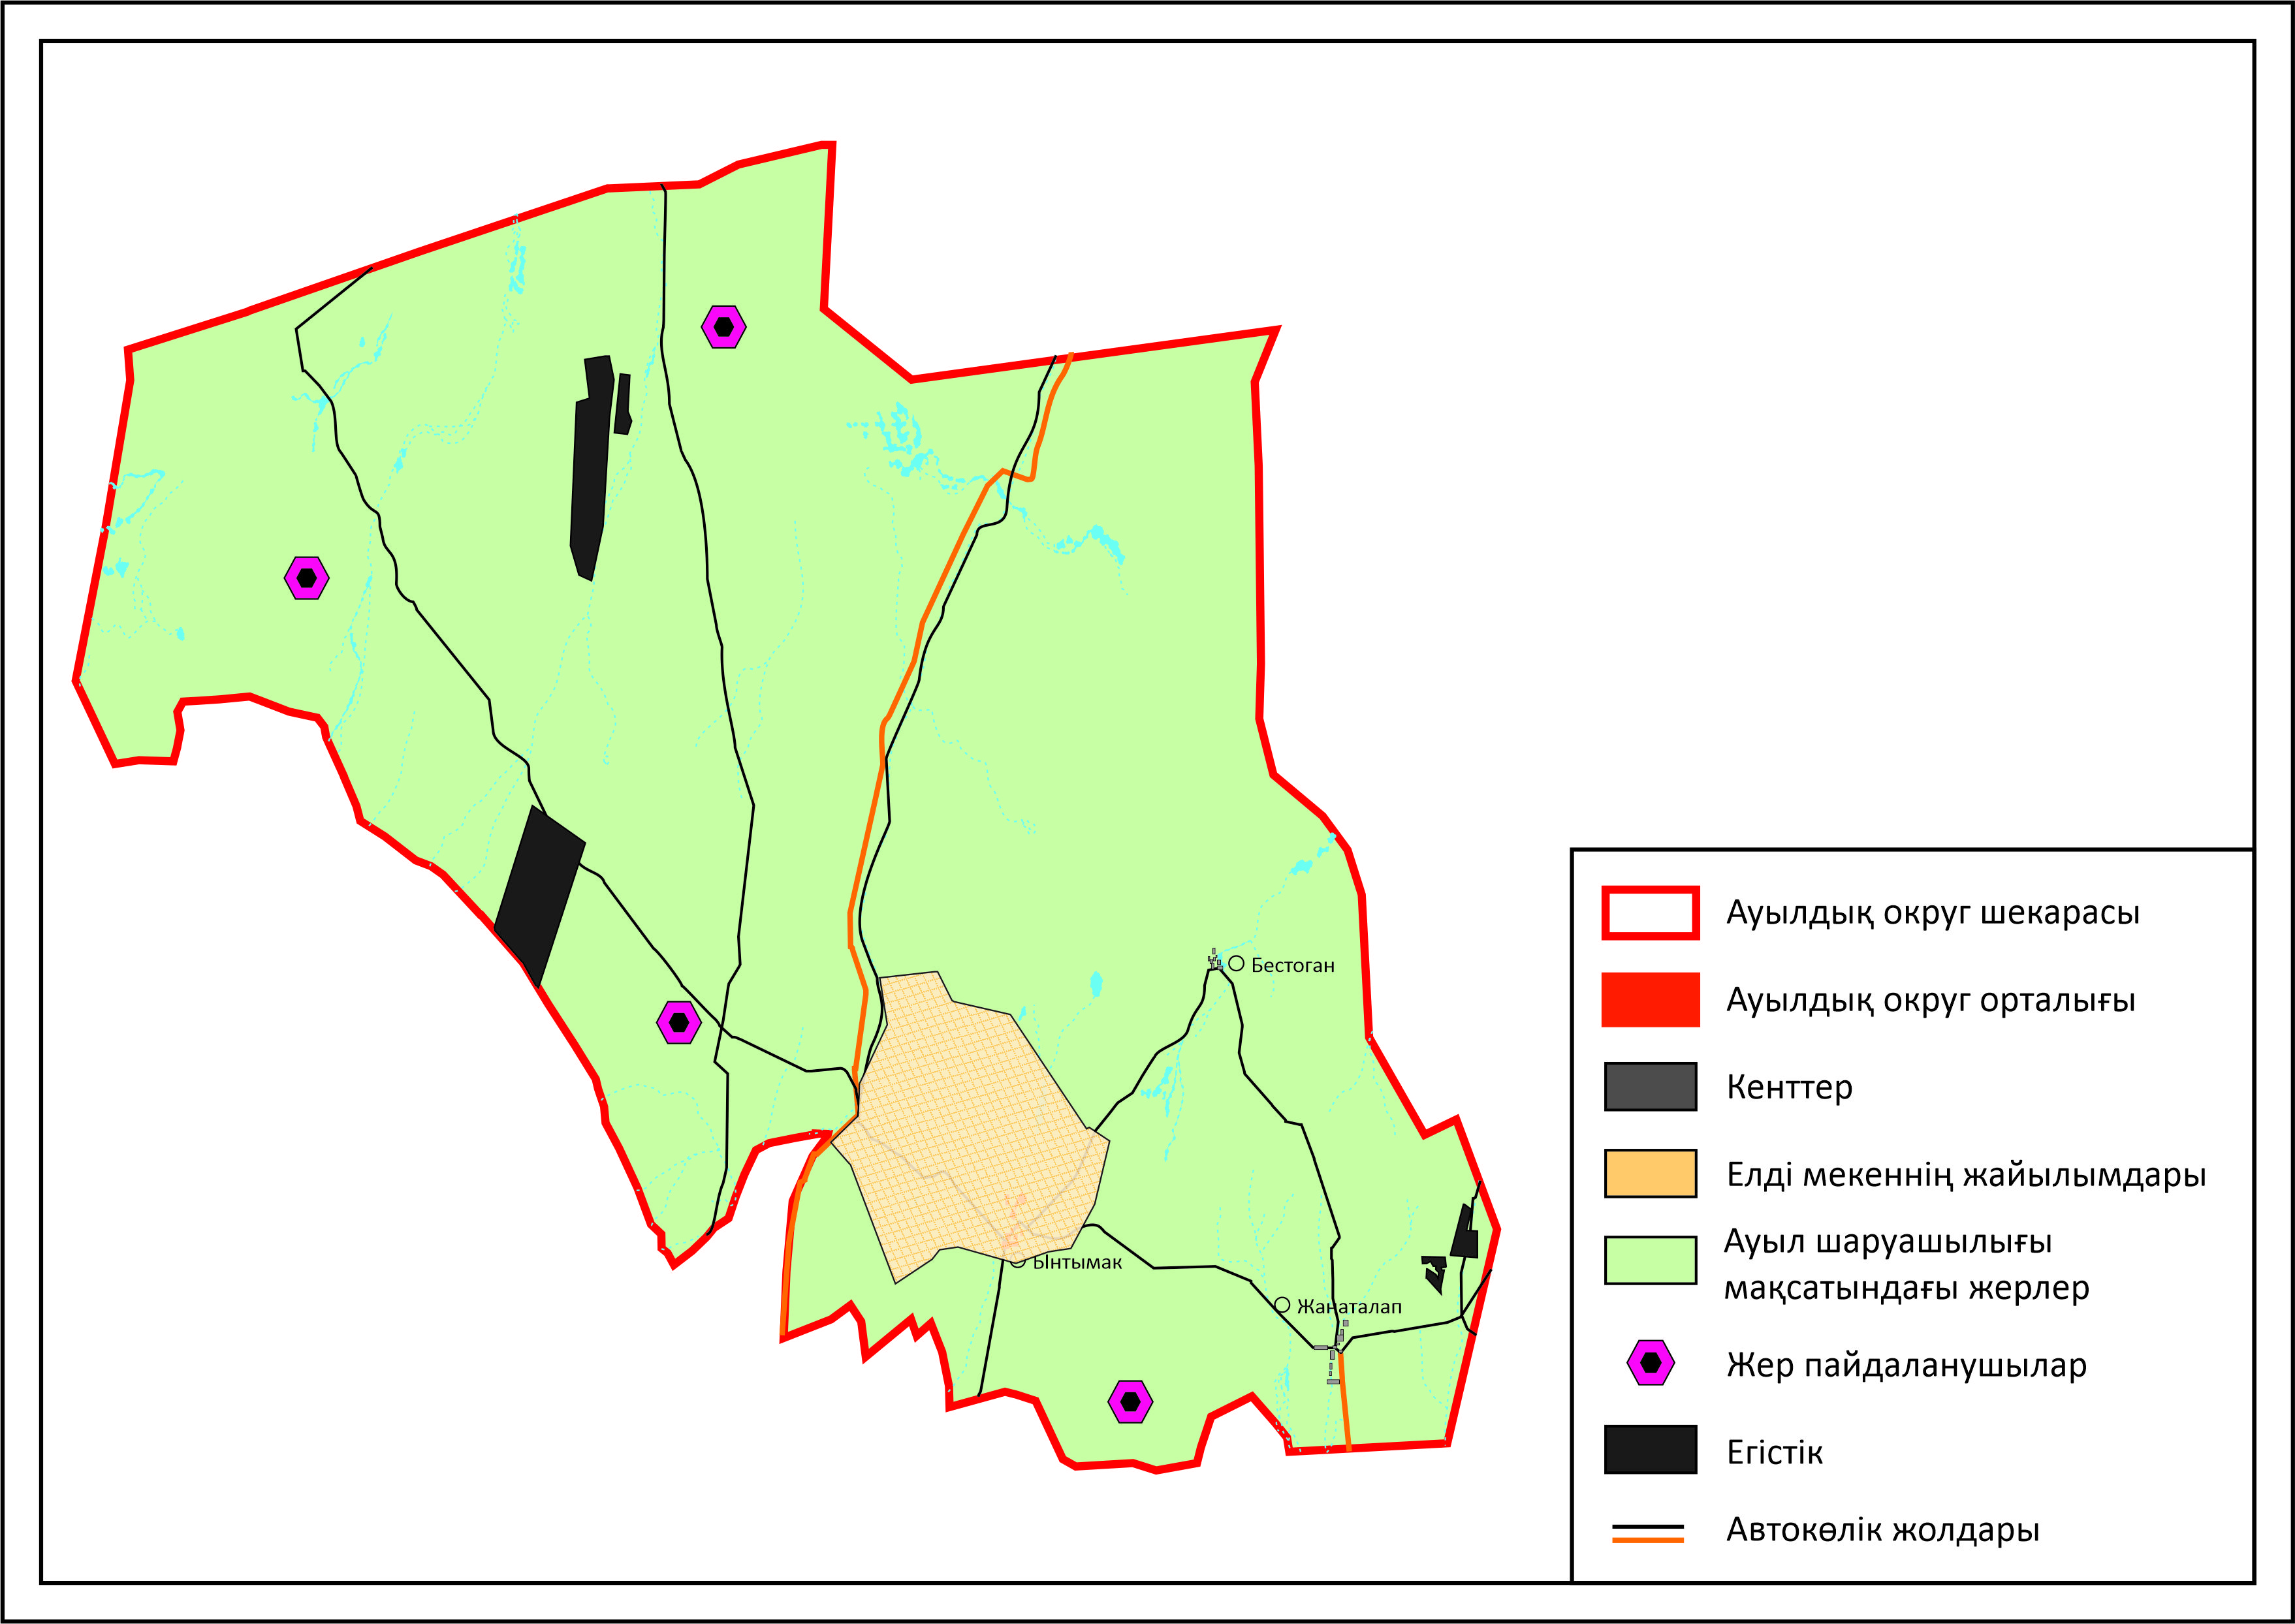 Бестоган
Ынтымак
Жанаталап
Ауылдық округ шекарасы
Ауылдық округ орталығы
Кенттер
Елді мекеннің жайылымдары
Ауыл шаруашылығы
мақсатындағы жерлер
Жер пайдаланушылар
Егістік
Автокөлік жолдары